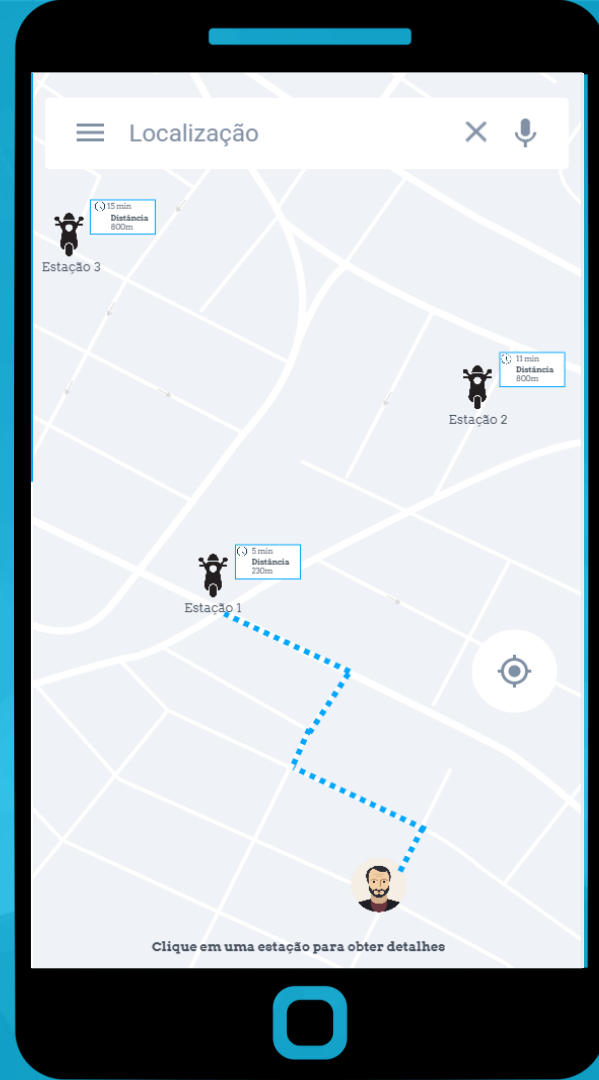 Localização
15 min
Distância
800m
Estação 3
11 min
Distância
800m
Estação 2
5 min
Distância
230m
Estação 1
Clique em uma estação para obter detalhes